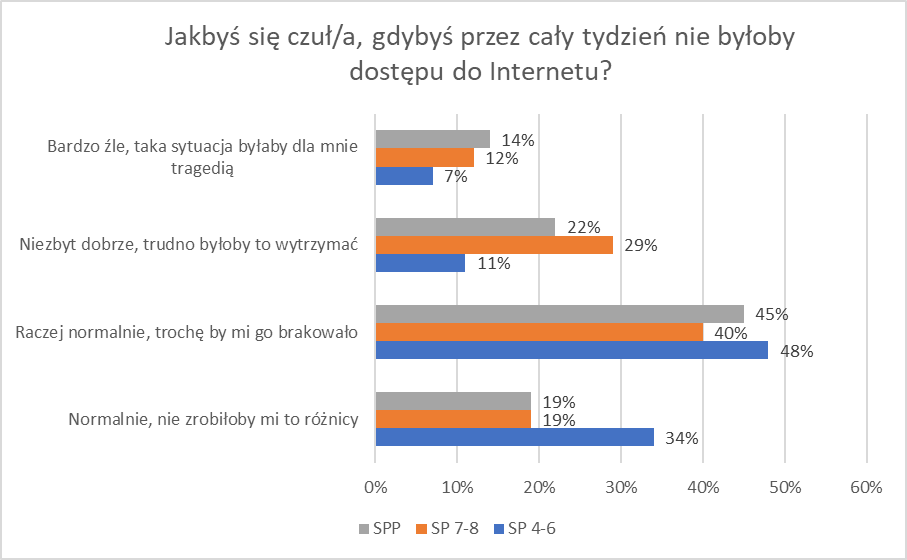 Jakbyś się czuł/a, gdybyś przez cały tydzień nie byłoby
dostępu do Internetu?
Bardzo źle, taka sytuacja byłaby dla mnie
tragedią
14%
12%
7%
Niezbyt dobrze, trudno byłoby to wytrzymać
22%
29%
11%
Raczej normalnie, trochę by mi go brakowało
45%
40%
48%
Normalnie, nie zrobiłoby mi to różnicy
19%
19%
34%
0% 10% 20% 30% 40% 50% 60%
SPP SP 7-8 SP 4-6